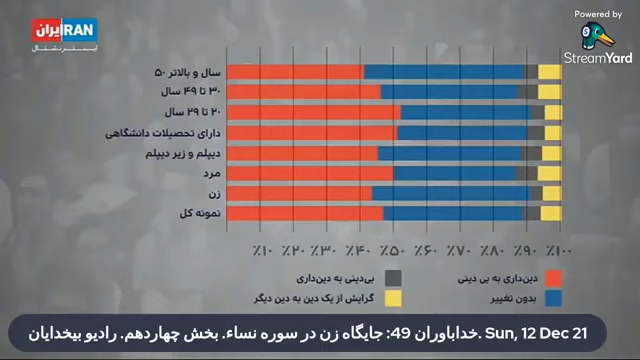 Powered by
StreamYard
IRAN ایران
اینترنشنال
۵۰ سال و بالاتر
۳۰ تا ۴۹ سال
۲۰ تا ۲۹ سال
دارای تحصیلات دانشگاهی
دیپلم و زیر دیپلم
مرد
زن
نمونه کل
٪۱۰ ٪۲۰ ٪۳۰ ٪۴۰ ٪۵۰ ٪۶۰ ٪۷۰ ٪۸۰ ٪۹۰ ٪۱۰۰
دین‌داری به بی دینی
بی‌دینی به دین‌داری
بدون تغییر
گرایش از یک دین به دین دیگر
Sun, 12 Dec 21 .خداباوران 49: جایگاه زن در سوره نساء. بخش چهاردهم. رادیو بیخدایان